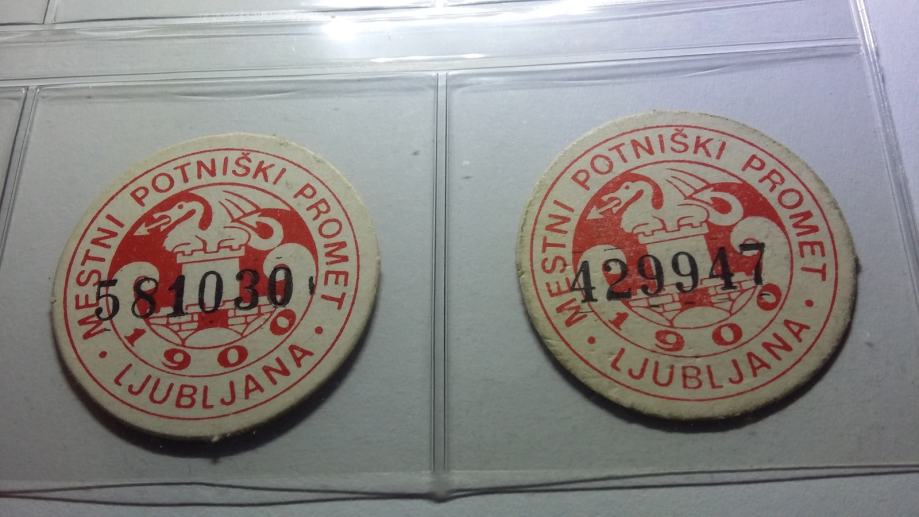 MESTNI POTNIŠKI PROMET
581030
1900
· LJUBLJANA ·
MESTNI POTNIŠKI PROMET
429947
1900
· LJUBLJANA ·